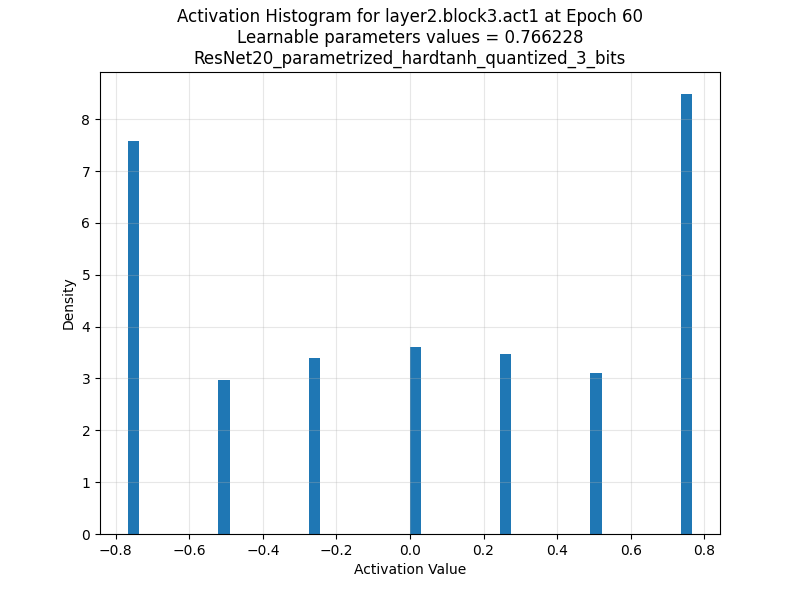 Activation Histogram for layer2.block3.act1 at Epoch 60
Learnable parameters values = 0.766228
ResNet20_parametrized_hardtanh_quantized_3_bits
8
7
6
5
4
3
2
1
0
Density
−0.8 −0.6 −0.4 −0.2 0.0 0.2 0.4 0.6 0.8
Activation Value